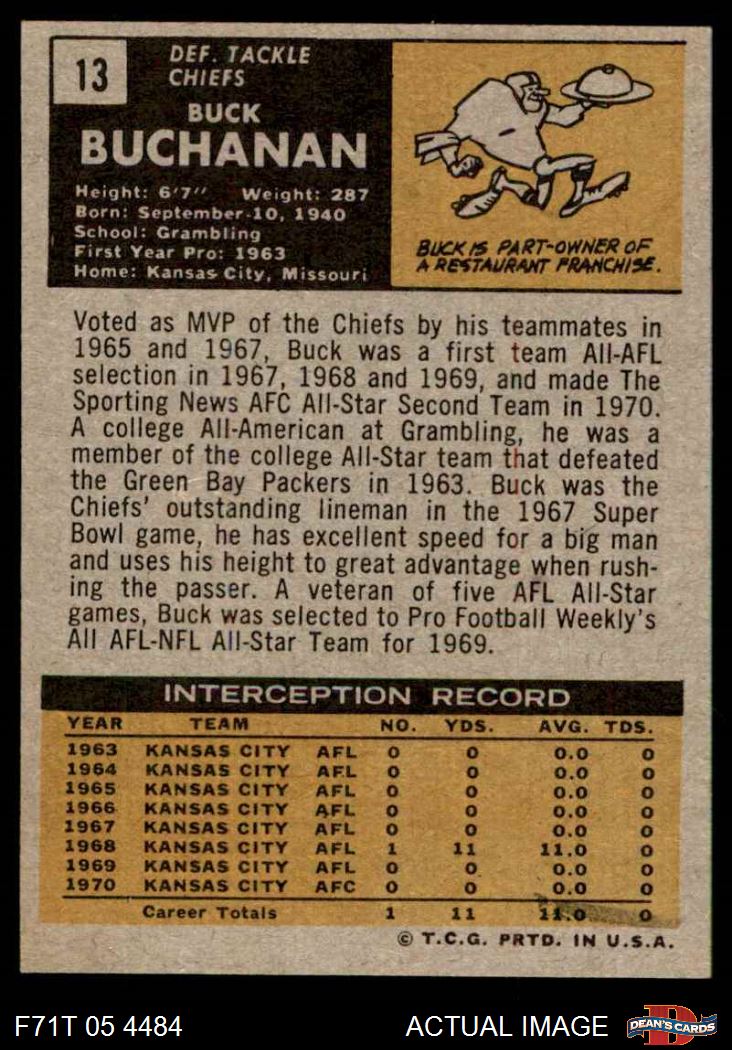 13
DEF. TACKLE
CHIEFS
BUCK
BUCHANAN
Height: 6'7'' Weight: 287
Born: September 10, 1940
School: Grambling
First Year Pro: 1963
Home: Kansas City, Missouri
BUCK IS PART-OWNER OF
A RESTAURANT FRANCHISE.
Voted as MVP of the Chiefs by his teammates in
1965 and 1967, Buck was a first team All-AFL
selection in 1967, 1968 and 1969, and made The
Sporting News AFC All-Star Second Team in 1970.
A college All-American at Grambling, he was a
member of the college All-Star team that defeated
the Green Bay Packers in 1963. Buck was the
Chiefs' outstanding lineman in the 1967 Super
Bowl game, he has excellent speed for a big man
and uses his height to great advantage when rush-
ing the passer. A veteran of five AFL All-Star
games, Buck was selected to Pro Football Weekly's
All AFL-NFL All-Star Team for 1969.
INTERCEPTION RECORD
YEAR TEAM NO. YDS. AVG. TDS.
1963 KANSAS CITY AFL 0 0 0.0 0
1964 KANSAS CITY AFL 0 0 0.0 0
1965 KANSAS CITY AFL 0 0 0.0 0
1966 KANSAS CITY AFL 0 0 0.0 0
1967 KANSAS CITY AFL 0 0 0.0 0
1968 KANSAS CITY AFL 1 11 11.0 0
1969 KANSAS CITY AFL 0 0 0.0 0
1970 KANSAS CITY AFC 0 0 0.0 0
Career Totals 1 11 11.0 0
© T.C.G. PRTD. IN U.S.A.
F71T 05 4484 ACTUAL IMAGE
D
DEAN'S CARDS